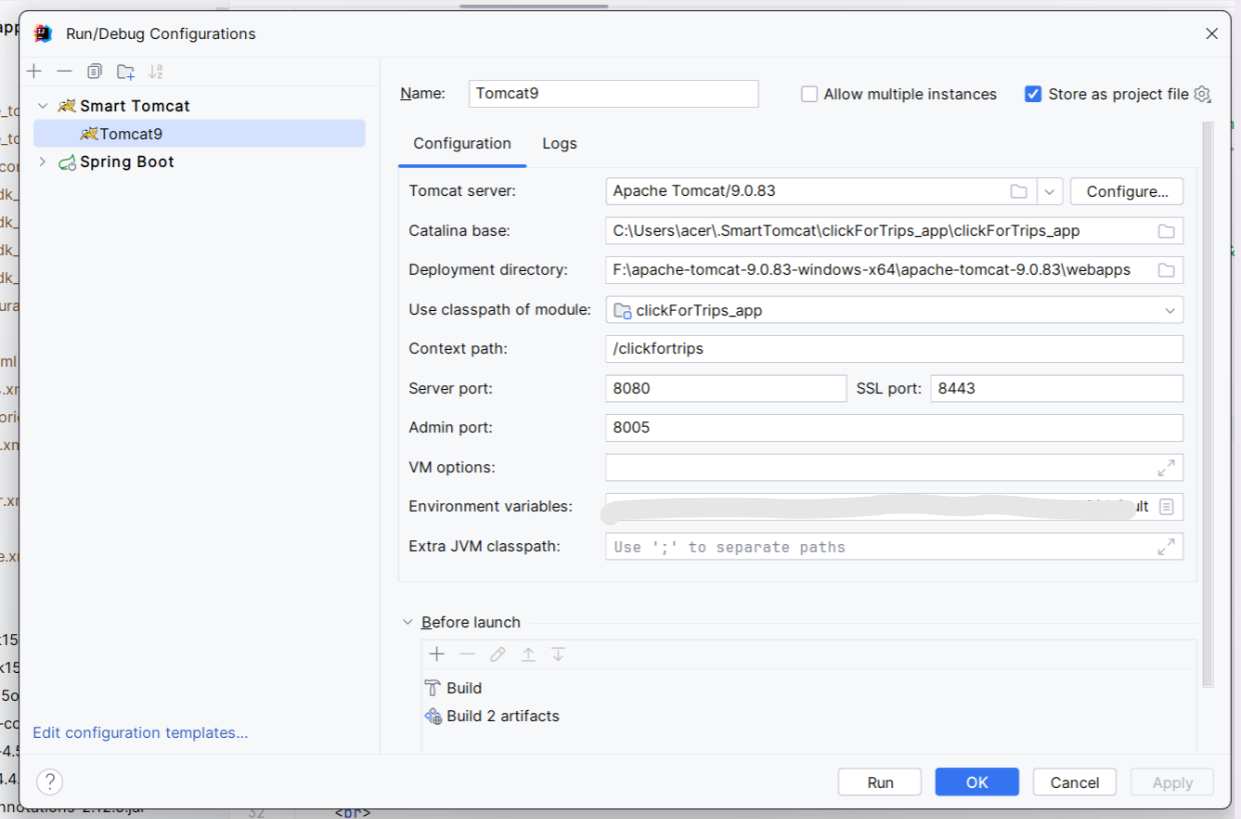 Run/Debug Configurations
Name: Tomcat9 Allow multiple instances Store as project file
Smart Tomcat
Tomcat9
Spring Boot
Configuration Logs
Tomcat server: Apache Tomcat/9.0.83 Configure...
Catalina base: C:\Users\acer\.SmartTomcat\clickForTrips_app\clickForTrips_app
Deployment directory: F:\apache-tomcat-9.0.83-windows-x64\apache-tomcat-9.0.83\webapps
Use classpath of module: clickForTrips_app
Context path: /clickfortrips
Server port: 8080 SSL port: 8443
Admin port: 8005
VM options:
Environment variables: ult
Extra JVM classpath: Use ';' to separate paths
Before launch
Build
Build 2 artifacts
Edit configuration templates...
? Run OK Cancel Apply
32 <br>